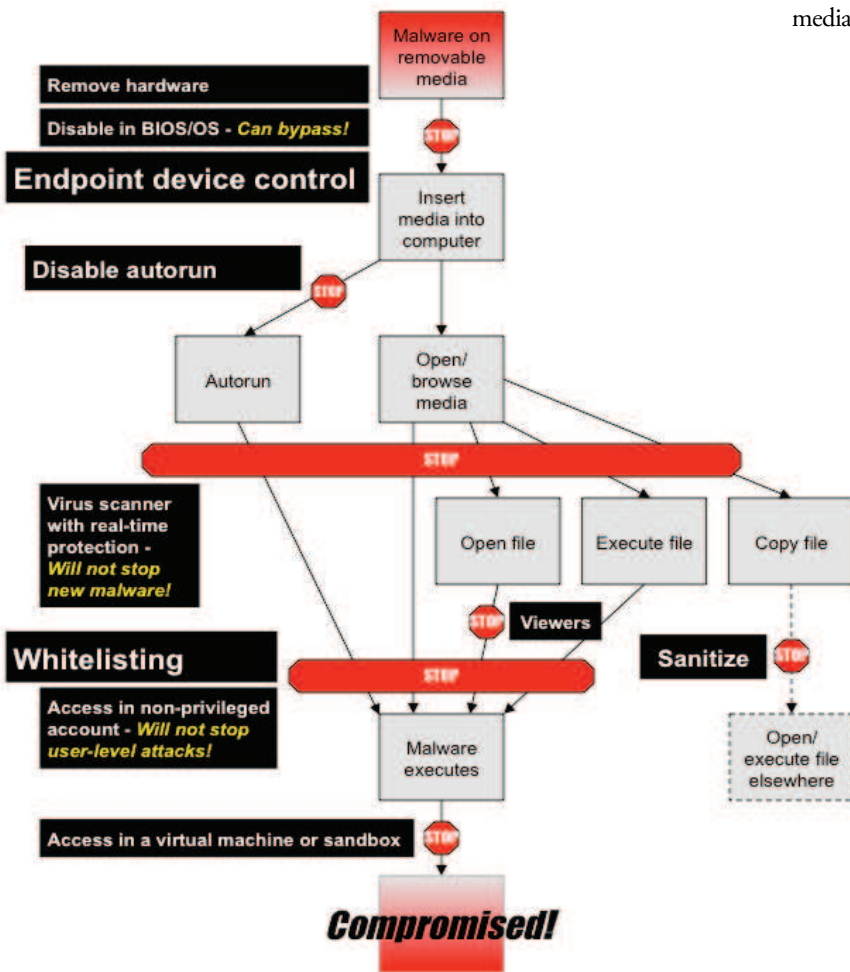 media
Malware on
removable
media
Remove hardware
Disable in BIOS/OS - Can bypass!
STOP
Endpoint device control
Insert
media into
computer
Disable autorun
STOP
Autorun
Open/
browse
media
STOP
Virus scanner
with real-time
protection -
Will not stop
new malware!
Open file
Execute file
Copy file
STOP
Viewers
Whitelisting
STOP
Sanitize
STOP
Access in non-privileged
account - Will not stop
user-level attacks!
Malware
executes
Open/
execute file
elsewhere
Access in a virtual machine or sandbox
STOP
Compromised!